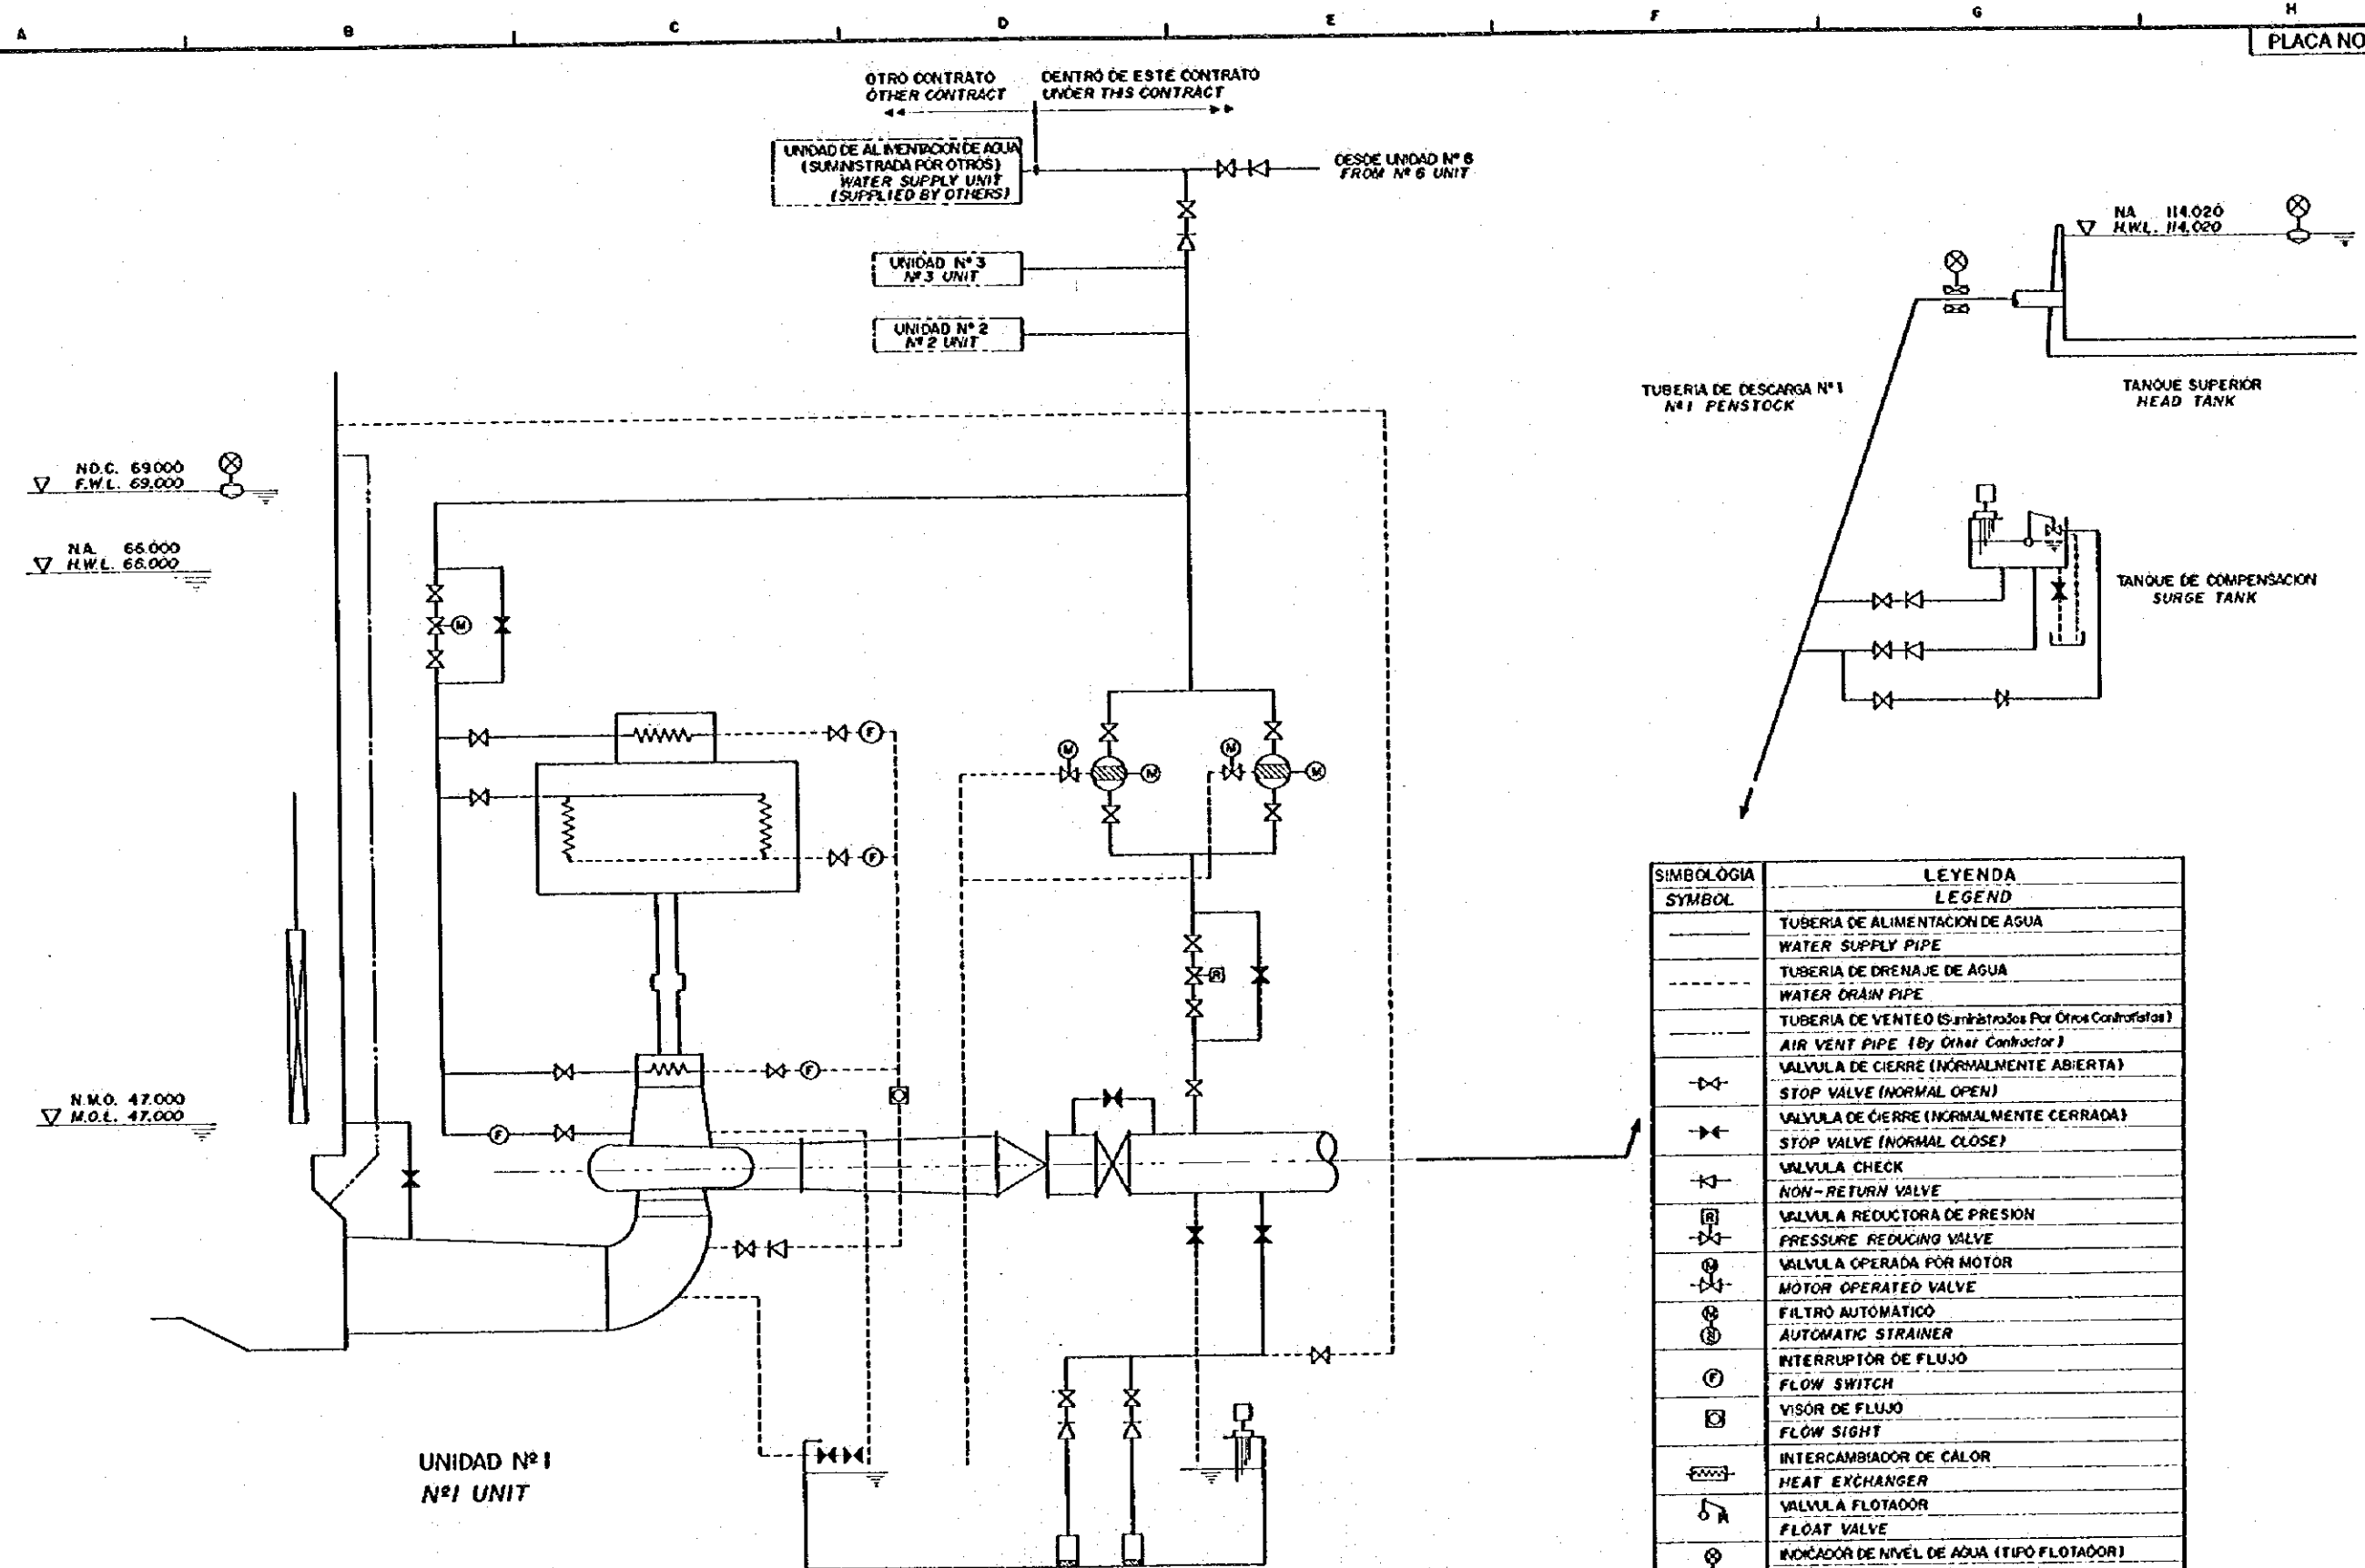 A B C D E F G H
PLACA NO
OTRO CONTRATO
OTHER CONTRACT
DENTRO DE ESTE CONTRATO
UNDER THIS CONTRACT
UNIDAD DE ALIMENTACION DE AGUA
(SUMINISTRADA POR OTROS)
WATER SUPPLY UNIT
(SUPPLIED BY OTHERS)
DESDE UNIDAD Nº 6
FROM Nº 6 UNIT
UNIDAD Nº 3
Nº 3 UNIT
UNIDAD Nº 2
Nº 2 UNIT
NA 114.020
H.W.L. 114.020
TUBERIA DE DESCARGA Nº 1
Nº 1 PENSTOCK
TANQUE SUPERIOR
HEAD TANK
N.D.C. 69.000
F.W.L. 69.000
NA. 66.000
H.W.L. 66.000
TANQUE DE COMPENSACION
SURGE TANK
M
F
M
M
M
M
F
R
F
F
N.M.O. 47.000
M.O.L. 47.000
UNIDAD Nº 1
Nº 1 UNIT
SIMBOLOGIA LEYENDA
SYMBOL LEGEND
TUBERIA DE ALIMENTACION DE AGUA
WATER SUPPLY PIPE
TUBERIA DE DRENAJE DE AGUA
WATER DRAIN PIPE
TUBERIA DE VENTEO (Suministrados Por Otros Contratistas)
AIR VENT PIPE (By Other Contractor)
VALVULA DE CIERRE (NORMALMENTE ABIERTA)
STOP VALVE (NORMAL OPEN)
VALVULA DE CIERRE (NORMALMENTE CERRADA)
STOP VALVE (NORMAL CLOSE)
VALVULA CHECK
NON-RETURN VALVE
R VALVULA REDUCTORA DE PRESION
PRESSURE REDUCING VALVE
M VALVULA OPERADA POR MOTOR
MOTOR OPERATED VALVE
M FILTRO AUTOMATICO
AUTOMATIC STRAINER
INTERRUPTOR DE FLUJO
F FLOW SWITCH
VISOR DE FLUJO
FLOW SIGHT
INTERCAMBIADOR DE CALOR
HEAT EXCHANGER
VALVULA FLOTADOR
FLOAT VALVE
INDICADOR DE NIVEL DE AGUA (TIPO FLOTADOR)